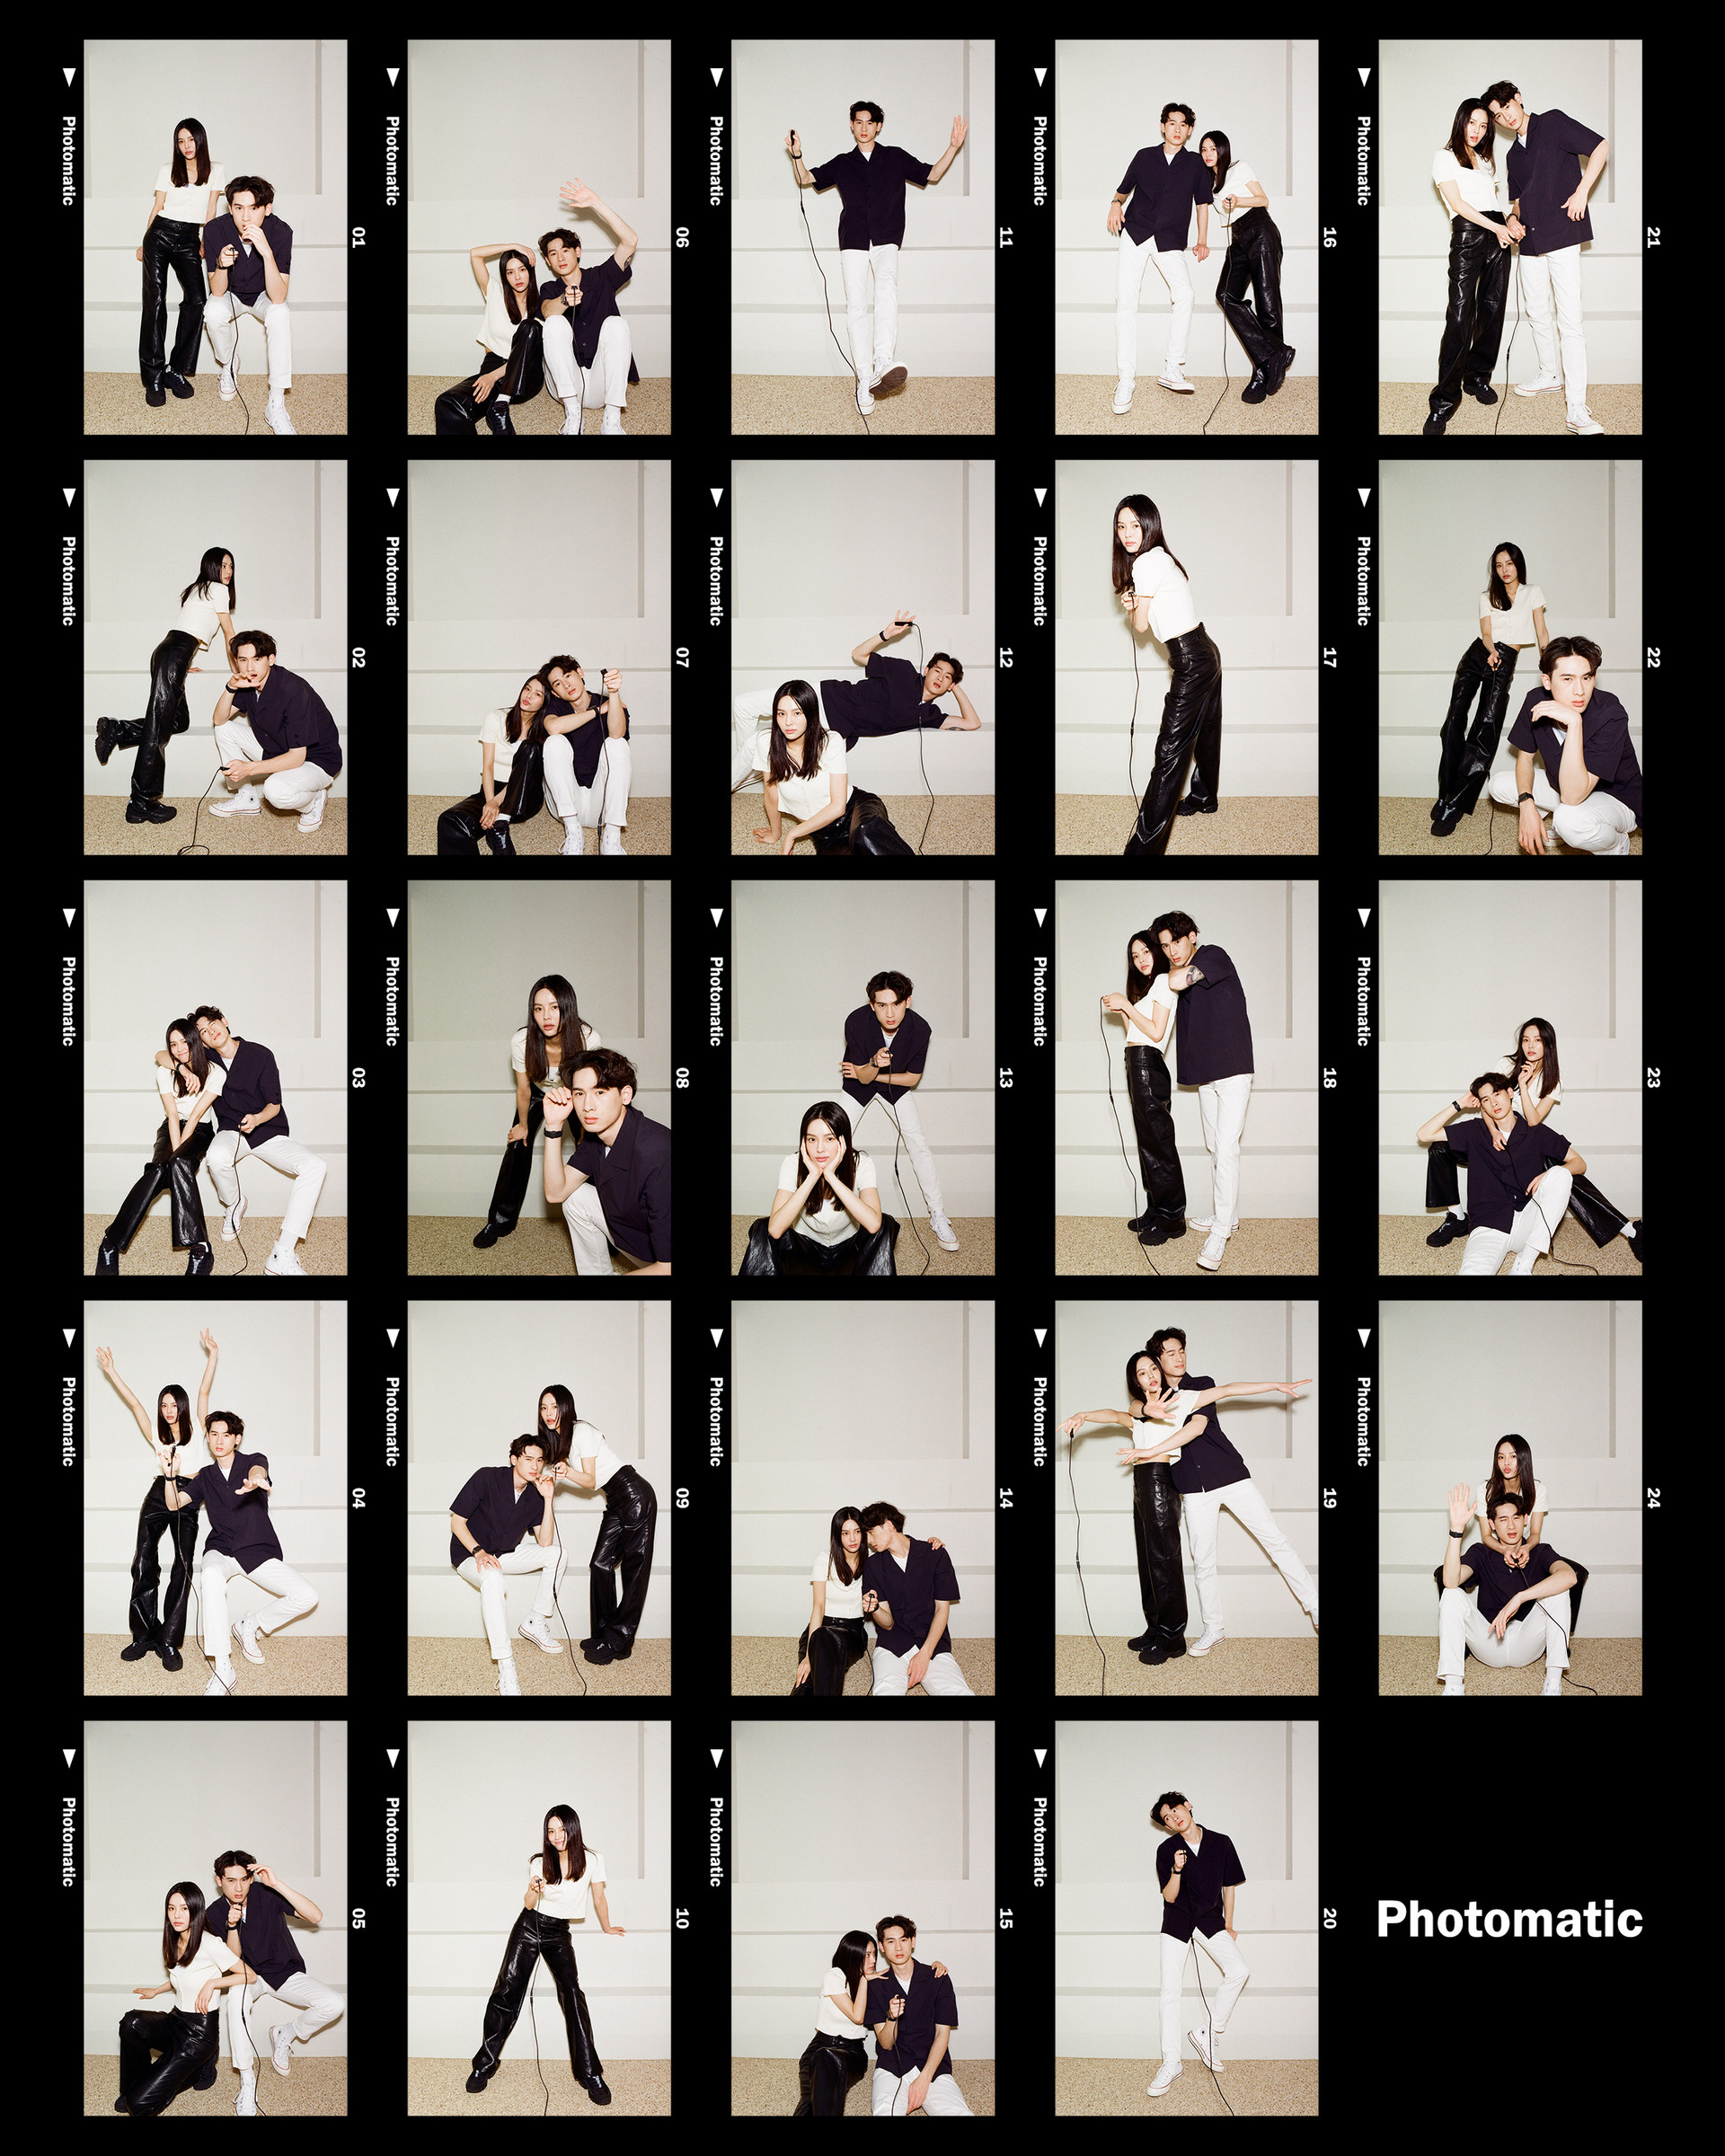 ▼ Photomatic 01
▼ Photomatic 06
▼ Photomatic 11
▼ Photomatic 16
▼ Photomatic 21
▼ Photomatic 02
▼ Photomatic 07
▼ Photomatic 12
▼ Photomatic 17
▼ Photomatic 22
▼ Photomatic 03
▼ Photomatic 08
▼ Photomatic 13
▼ Photomatic 18
▼ Photomatic 23
▼ Photomatic 04
▼ Photomatic 09
▼ Photomatic 14
▼ Photomatic 19
▼ Photomatic 24
▼ Photomatic 05
▼ Photomatic 10
▼ Photomatic 15
▼ Photomatic 20
Photomatic